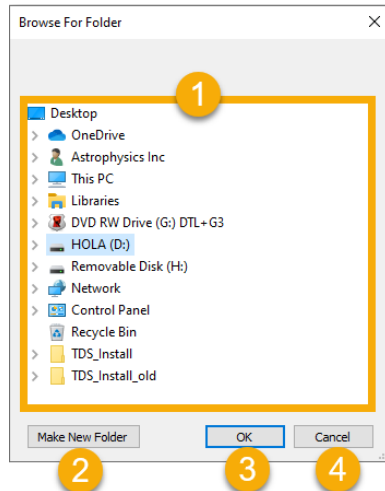 Browse For Folder
1
Desktop
OneDrive
Astrophysics Inc
This PC
Libraries
DVD RW Drive (G:) DTL+G3
HOLA (D:)
Removable Disk (H:)
Network
Control Panel
Recycle Bin
TDS_Install
TDS_Install_old
Make New Folder OK Cancel
2 3 4